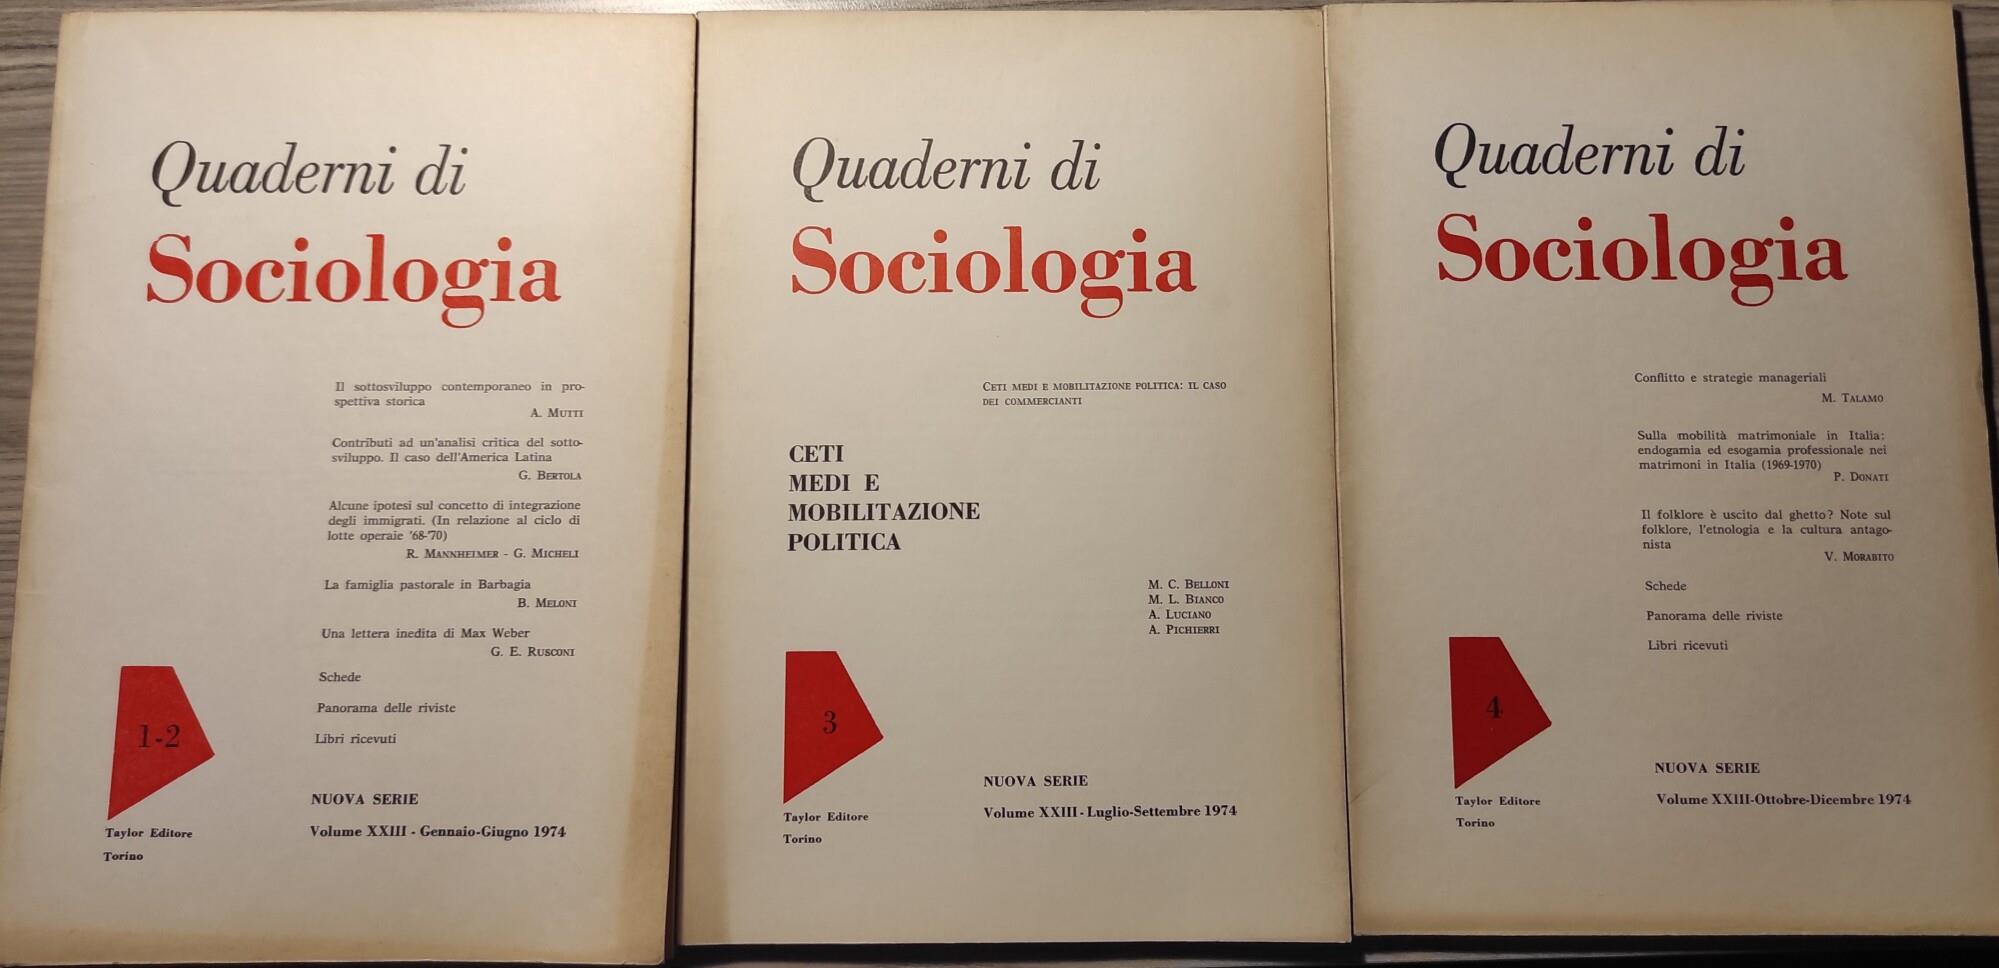 Quaderni di
Sociologia
Il sottosviluppo contemporaneo in pro-
spettiva storica
A. Mutti
Contributi ad un'analisi critica del sotto-
sviluppo. Il caso dell'America Latina
G. Bertola
Alcune ipotesi sul concetto di integrazione
degli immigrati. (In relazione al ciclo di
lotte operaie '68-'70)
R. Mannheimer - G. Micheli
La famiglia pastorale in Barbagia
B. Meloni
Una lettera inedita di Max Weber
G. E. Rusconi
Schede
Panorama delle riviste
Libri ricevuti
1-2
NUOVA SERIE
Volume XXIII - Gennaio-Giugno 1974
Taylor Editore
Torino
Quaderni di
Sociologia
Ceti medi e mobilitazione politica: il caso
dei commercianti
CETI
MEDI E
MOBILITAZIONE
POLITICA
M. C. Belloni
M. L. Bianco
A. Luciano
A. Pichierri
3
NUOVA SERIE
Volume XXIII - Luglio-Settembre 1974
Taylor Editore
Torino
Quaderni di
Sociologia
Conflitto e strategie manageriali
M. Talamo
Sulla mobilità matrimoniale in Italia:
endogamia ed esogamia professionale nei
matrimoni in Italia (1969-1970)
P. Donati
Il folklore è uscito dal ghetto? Note sul
folklore, l'etnologia e la cultura antago-
nista
V. Morabito
Schede
Panorama delle riviste
Libri ricevuti
4
NUOVA SERIE
Volume XXIII-Ottobre-Dicembre 1974
Taylor Editore
Torino